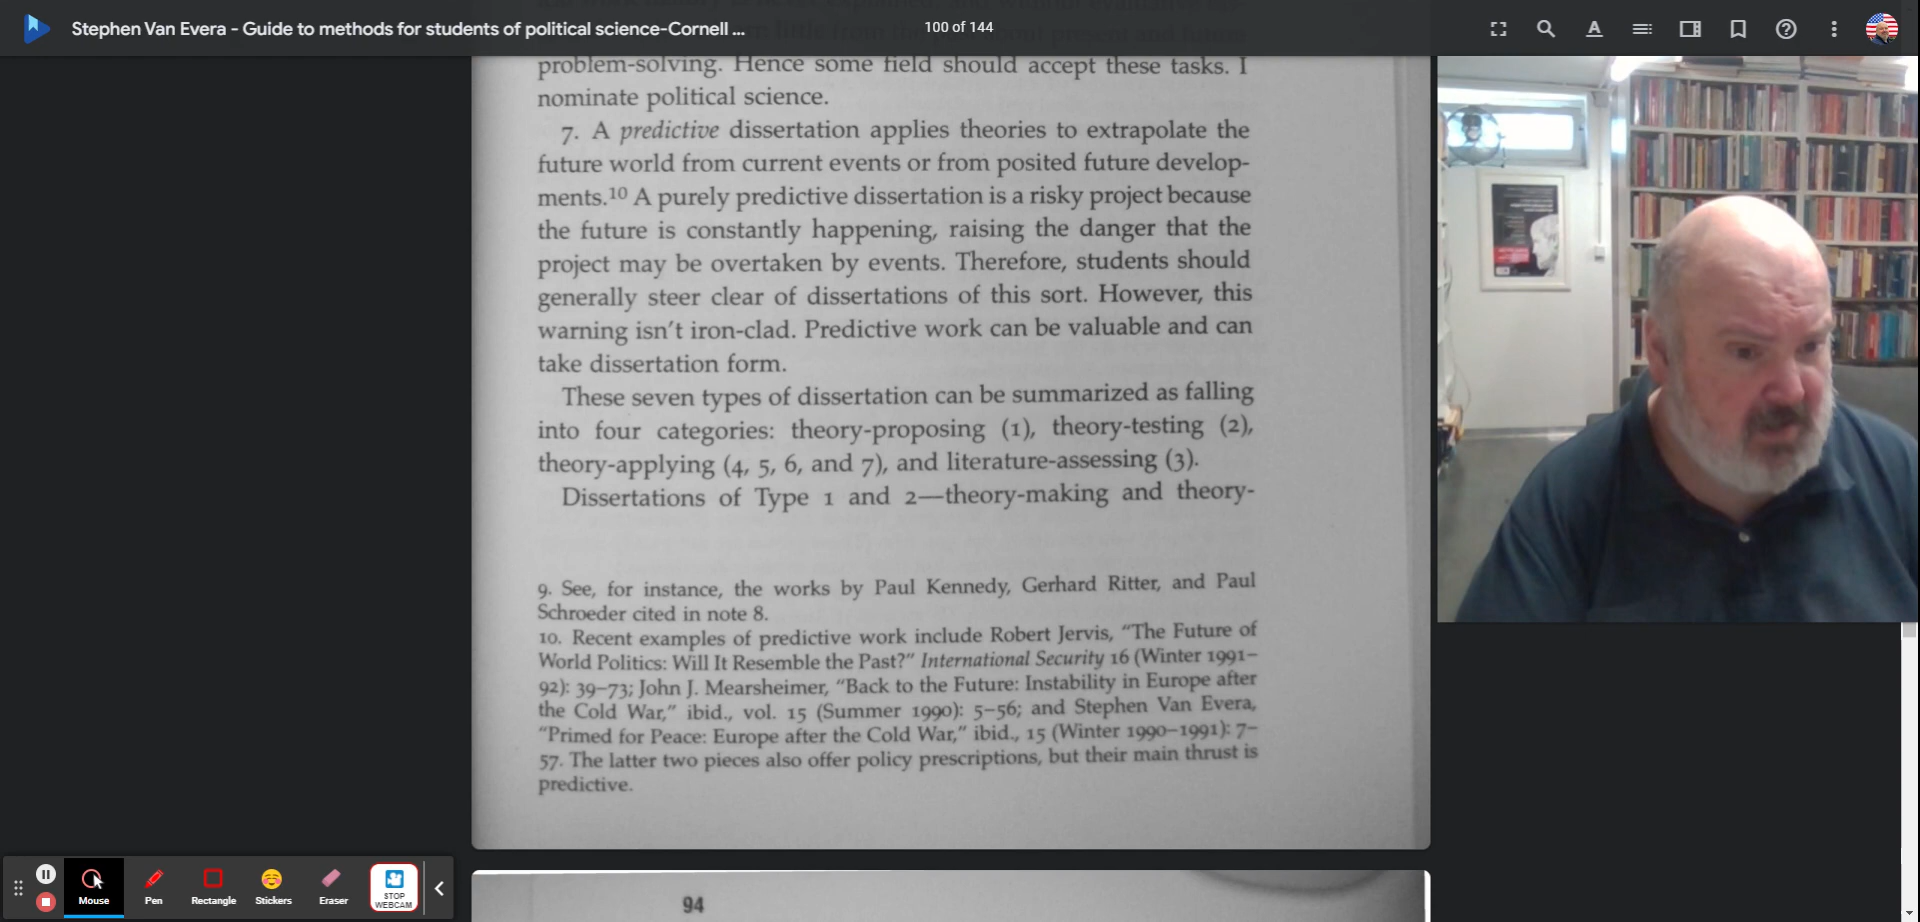 Stephen Van Evera - Guide to methods for students of political science-Cornell ...
100 of 144
problem-solving. Hence some field should accept these tasks. I
nominate political science.
7. A predictive dissertation applies theories to extrapolate the
future world from current events or from posited future develop-
ments.10 A purely predictive dissertation is a risky project because
the future is constantly happening, raising the danger that the
project may be overtaken by events. Therefore, students should
generally steer clear of dissertations of this sort. However, this
warning isn't iron-clad. Predictive work can be valuable and can
take dissertation form.
These seven types of dissertation can be summarized as falling
into four categories: theory-proposing (1), theory-testing (2),
theory-applying (4, 5, 6, and 7), and literature-assessing (3).
Dissertations of Type 1 and 2—theory-making and theory-
9. See, for instance, the works by Paul Kennedy, Gerhard Ritter, and Paul
Schroeder cited in note 8.
10. Recent examples of predictive work include Robert Jervis, "The Future of
World Politics: Will It Resemble the Past?" International Security 16 (Winter 1991–
92): 39–73; John J. Mearsheimer, "Back to the Future: Instability in Europe after
the Cold War," ibid., vol. 15 (Summer 1990): 5–56; and Stephen Van Evera,
"Primed for Peace: Europe after the Cold War," ibid., 15 (Winter 1990–1991): 7–
57. The latter two pieces also offer policy prescriptions, but their main thrust is
predictive.
94
Mouse
Pen
Rectangle
Stickers
Eraser
STOP
WEBCAM